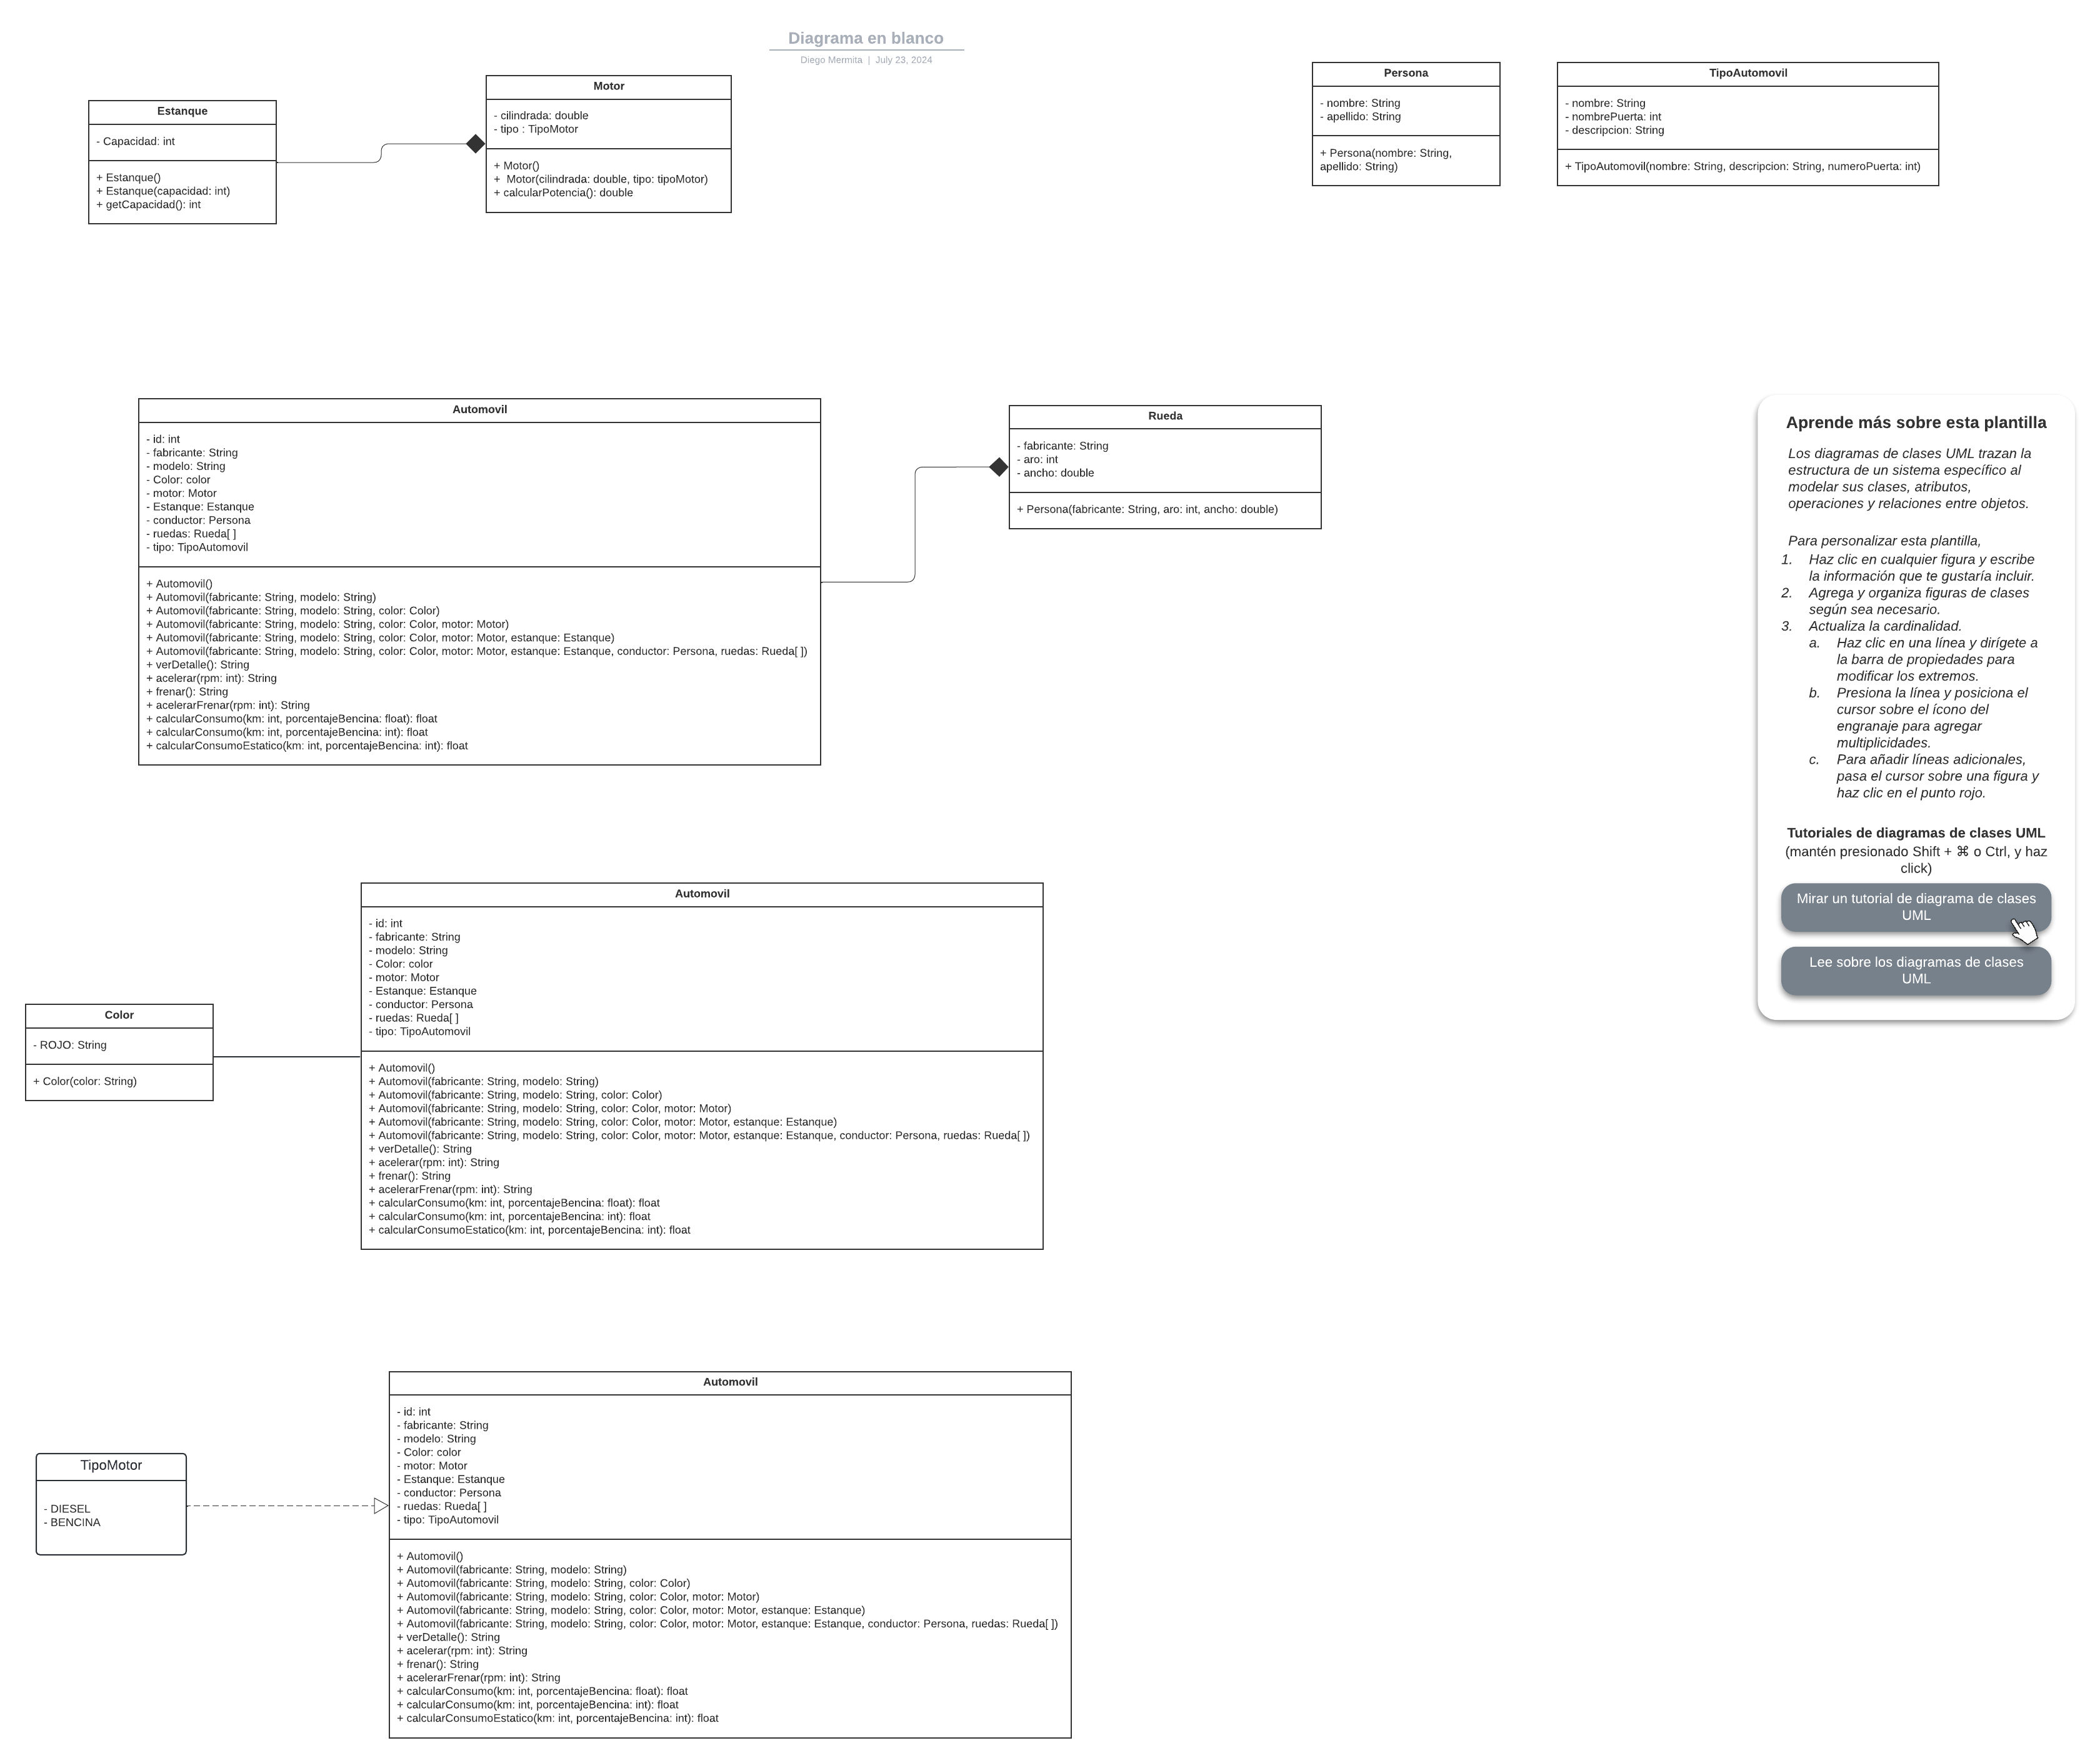 Diagrama en blanco
Diego Mermita | July 23, 2024
Estanque
- Capacidad: int
+ Estanque()
+ Estanque(capacidad: int)
+ getCapacidad(): int
Motor
- cilindrada: double
- tipo : TipoMotor
+ Motor()
+  Motor(cilindrada: double, tipo: tipoMotor)
+ calcularPotencia(): double
Persona
- nombre: String
- apellido: String
+ Persona(nombre: String,
apellido: String)
TipoAutomovil
- nombre: String
- nombrePuerta: int
- descripcion: String
+ TipoAutomovil(nombre: String, descripcion: String, numeroPuerta: int)
Automovil
- id: int
- fabricante: String
- modelo: String
- Color: color
- motor: Motor
- Estanque: Estanque
- conductor: Persona
- ruedas: Rueda[ ]
- tipo: TipoAutomovil
+ Automovil()
+ Automovil(fabricante: String, modelo: String)
+ Automovil(fabricante: String, modelo: String, color: Color)
+ Automovil(fabricante: String, modelo: String, color: Color, motor: Motor)
+ Automovil(fabricante: String, modelo: String, color: Color, motor: Motor, estanque: Estanque)
+ Automovil(fabricante: String, modelo: String, color: Color, motor: Motor, estanque: Estanque, conductor: Persona, ruedas: Rueda[ ])
+ verDetalle(): String
+ acelerar(rpm: int): String
+ frenar(): String
+ acelerarFrenar(rpm: int): String
+ calcularConsumo(km: int, porcentajeBencina: float): float
+ calcularConsumo(km: int, porcentajeBencina: int): float
+ calcularConsumoEstatico(km: int, porcentajeBencina: int): float
Rueda
- fabricante: String
- aro: int
- ancho: double
+ Persona(fabricante: String, aro: int, ancho: double)
Aprende más sobre esta plantilla
Los diagramas de clases UML trazan la
estructura de un sistema específico al
modelar sus clases, atributos,
operaciones y relaciones entre objetos.
Para personalizar esta plantilla,
1. Haz clic en cualquier figura y escribe
la información que te gustaría incluir.
2. Agrega y organiza figuras de clases
según sea necesario.
3. Actualiza la cardinalidad.
a. Haz clic en una línea y dirígete a
la barra de propiedades para
modificar los extremos.
b. Presiona la línea y posiciona el
cursor sobre el ícono del
engranaje para agregar
multiplicidades.
c. Para añadir líneas adicionales,
pasa el cursor sobre una figura y
haz clic en el punto rojo.
Tutoriales de diagramas de clases UML
(mantén presionado Shift + ⌘ o Ctrl, y haz
click)
Mirar un tutorial de diagrama de clases
UML
Lee sobre los diagramas de clases
UML
Color
- ROJO: String
+ Color(color: String)
Automovil
- id: int
- fabricante: String
- modelo: String
- Color: color
- motor: Motor
- Estanque: Estanque
- conductor: Persona
- ruedas: Rueda[ ]
- tipo: TipoAutomovil
+ Automovil()
+ Automovil(fabricante: String, modelo: String)
+ Automovil(fabricante: String, modelo: String, color: Color)
+ Automovil(fabricante: String, modelo: String, color: Color, motor: Motor)
+ Automovil(fabricante: String, modelo: String, color: Color, motor: Motor, estanque: Estanque)
+ Automovil(fabricante: String, modelo: String, color: Color, motor: Motor, estanque: Estanque, conductor: Persona, ruedas: Rueda[ ])
+ verDetalle(): String
+ acelerar(rpm: int): String
+ frenar(): String
+ acelerarFrenar(rpm: int): String
+ calcularConsumo(km: int, porcentajeBencina: float): float
+ calcularConsumo(km: int, porcentajeBencina: int): float
+ calcularConsumoEstatico(km: int, porcentajeBencina: int): float
TipoMotor
- DIESEL
- BENCINA
Automovil
- id: int
- fabricante: String
- modelo: String
- Color: color
- motor: Motor
- Estanque: Estanque
- conductor: Persona
- ruedas: Rueda[ ]
- tipo: TipoAutomovil
+ Automovil()
+ Automovil(fabricante: String, modelo: String)
+ Automovil(fabricante: String, modelo: String, color: Color)
+ Automovil(fabricante: String, modelo: String, color: Color, motor: Motor)
+ Automovil(fabricante: String, modelo: String, color: Color, motor: Motor, estanque: Estanque)
+ Automovil(fabricante: String, modelo: String, color: Color, motor: Motor, estanque: Estanque, conductor: Persona, ruedas: Rueda[ ])
+ verDetalle(): String
+ acelerar(rpm: int): String
+ frenar(): String
+ acelerarFrenar(rpm: int): String
+ calcularConsumo(km: int, porcentajeBencina: float): float
+ calcularConsumo(km: int, porcentajeBencina: int): float
+ calcularConsumoEstatico(km: int, porcentajeBencina: int): float